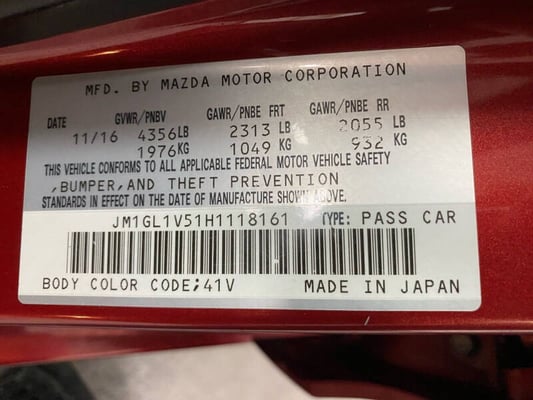 MFD. BY MAZDA MOTOR CORPORATION
DATE GVWR/PNBV GAWR/PNBE FRT GAWR/PNBE RR
11/16 4356LB 2313 LB 2055 LB
1976KG 1049 KG 932 KG
THIS VEHICLE CONFORMS TO ALL APPLICABLE FEDERAL MOTOR VEHICLE SAFETY
,BUMPER,AND THEFT PREVENTION
STANDARDS IN EFFECT ON THE DATE OF MANUFACTURE SHOWN ABOVE.
JM1GL1V51H1118161 TYPE: PASS CAR
BODY COLOR CODE;41V MADE IN JAPAN